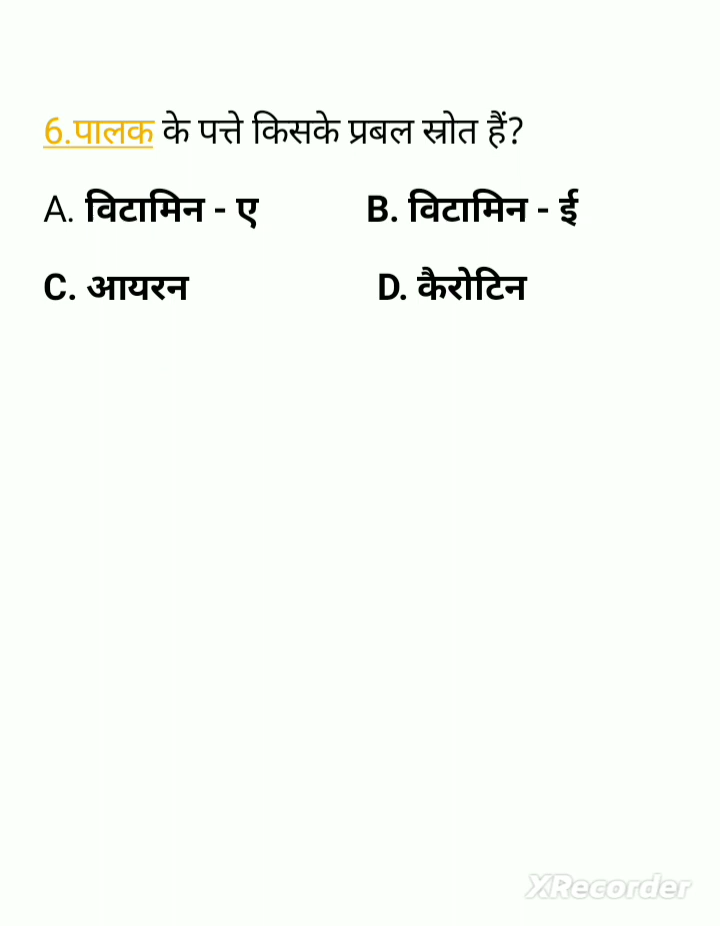 6.पालक के पत्ते किसके प्रबल स्रोत हैं?
A. विटामिन - ए B. विटामिन - ई
C. आयरन D. कैरोटिन
XRecorder